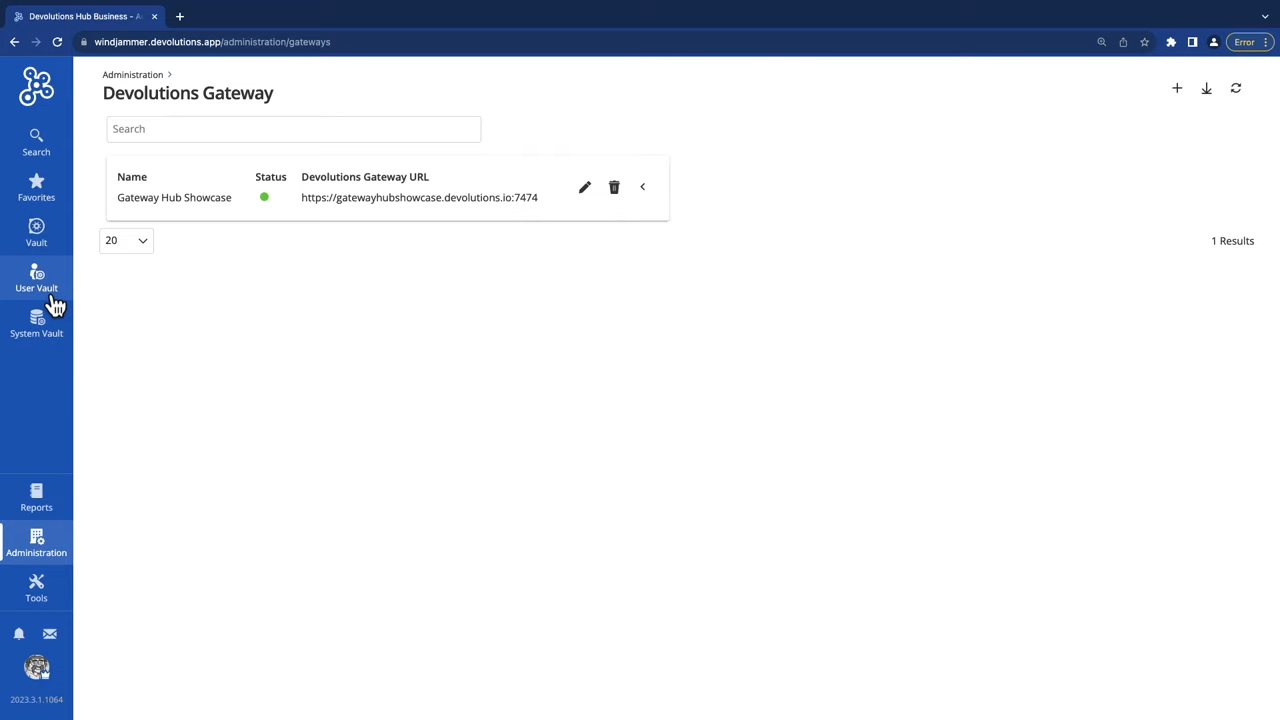 Devolutions Hub Business - A
windjammer.devolutions.app/administration/gateways
Error
Search
Favorites
Vault
User Vault
System Vault
Reports
Administration
Tools
2023.3.1.1064
Administration
Devolutions Gateway
Search
Name Status Devolutions Gateway URL
Gateway Hub Showcase https://gatewayhubshowcase.devolutions.io:7474
20
1 Results